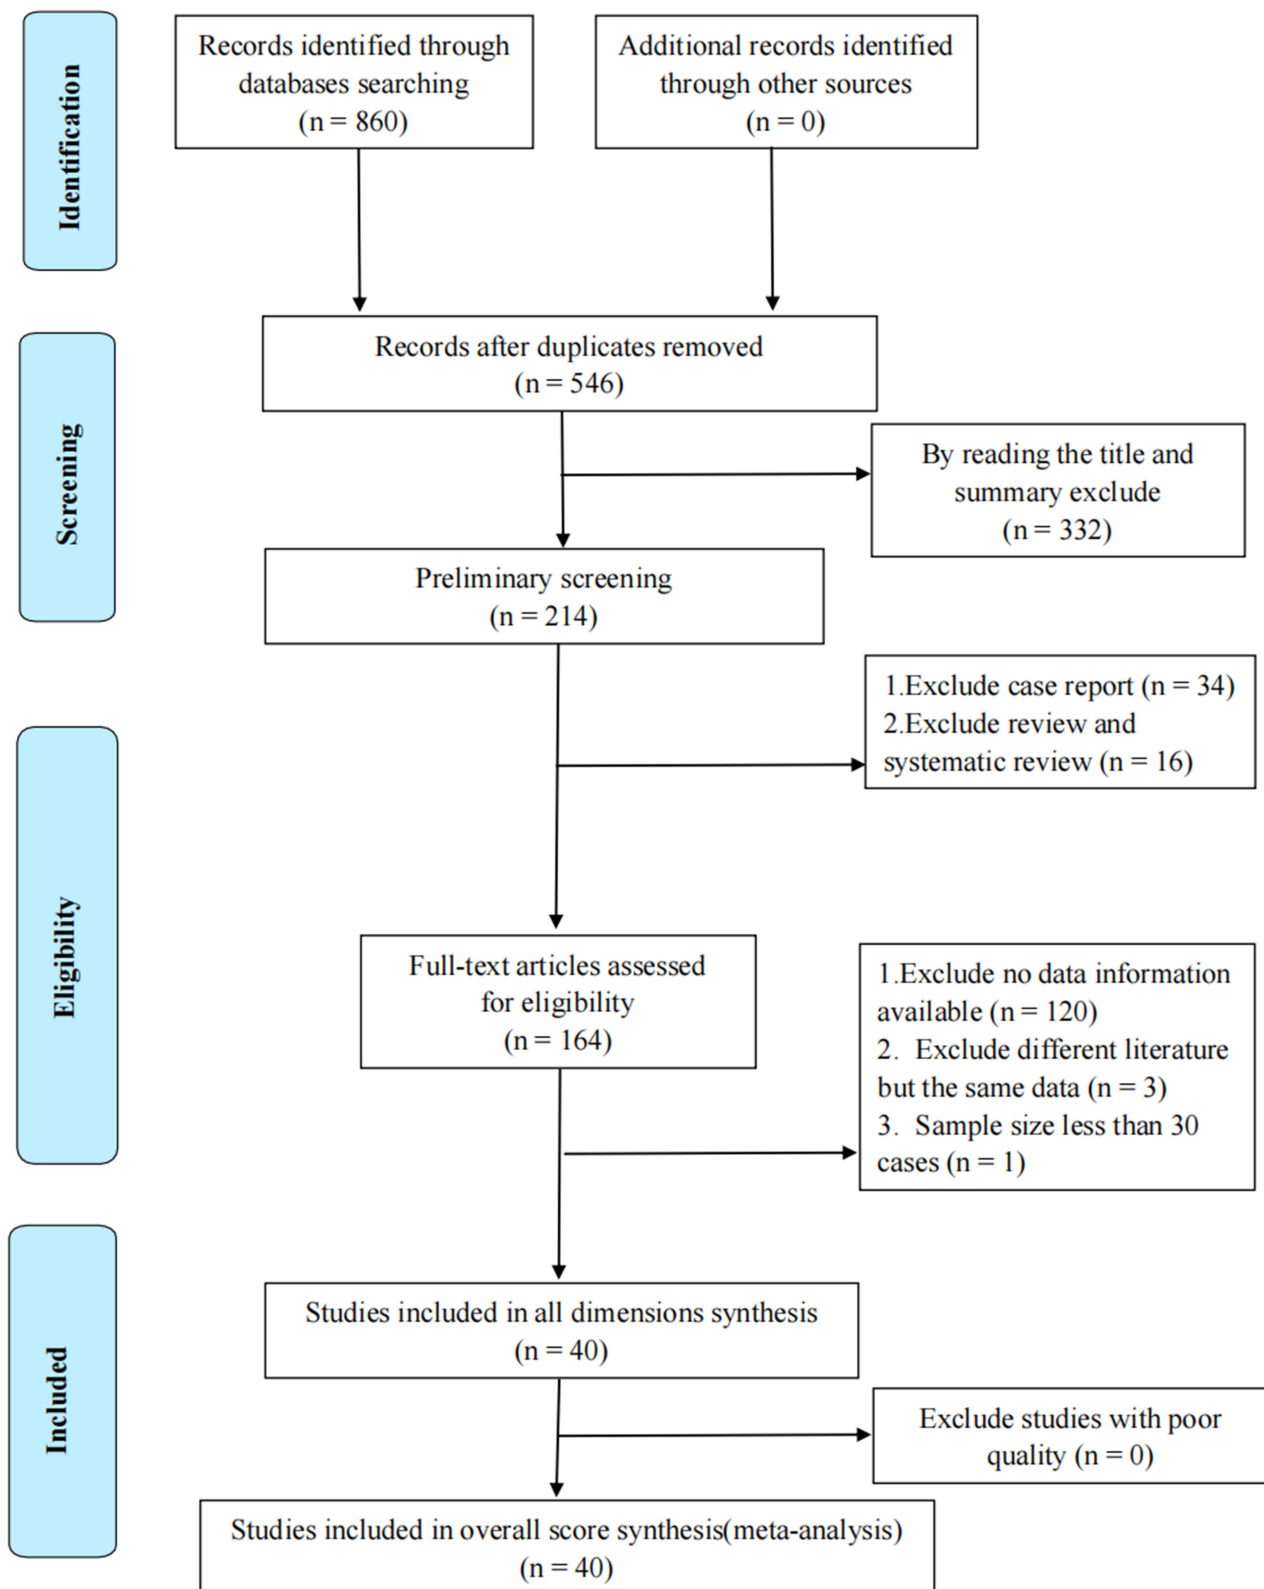 Identification
Records identified through
databases searching
(n = 860)
Additional records identified
through other sources
(n = 0)
Screening
Records after duplicates removed
(n = 546)
By reading the title and
summary exclude
(n = 332)
Preliminary screening
(n = 214)
Eligibility
1.Exclude case report (n = 34)
2.Exclude review and
systematic review (n = 16)
Full-text articles assessed
for eligibility
(n = 164)
1.Exclude no data information
available (n = 120)
2. Exclude different literature
but the same data (n = 3)
3. Sample size less than 30
cases (n = 1)
Included
Studies included in all dimensions synthesis
(n = 40)
Exclude studies with poor
quality (n = 0)
Studies included in overall score synthesis(meta-analysis)
(n = 40)